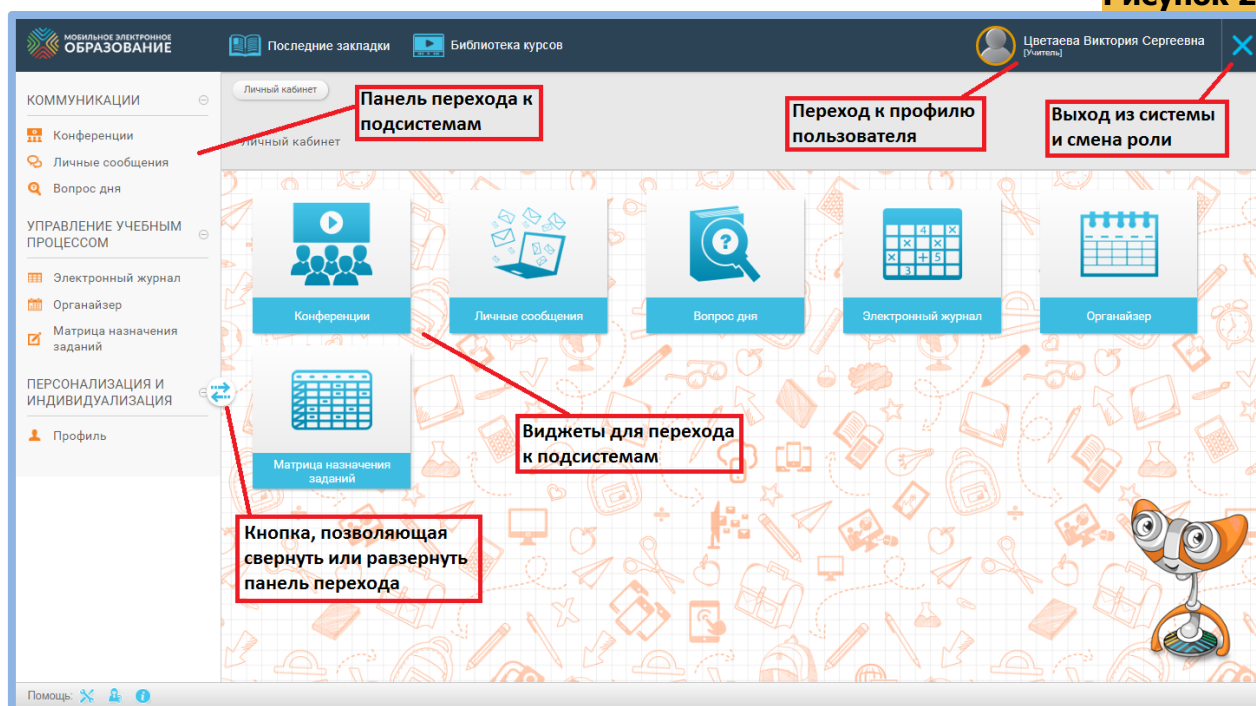 Рисунок 2
МОБИЛЬНОЕ ЭЛЕКТРОННОЕ
ОБРАЗОВАНИЕ
Последние закладки
Библиотека курсов
Цветаева Виктория Сергеевна
[Учитель]
КОММУНИКАЦИИ
Конференции
Личные сообщения
Вопрос дня
УПРАВЛЕНИЕ УЧЕБНЫМ
ПРОЦЕССОМ
Электронный журнал
Органайзер
Матрица назначения
заданий
ПЕРСОНАЛИЗАЦИЯ И
ИНДИВИДУАЛИЗАЦИЯ
Профиль
Личный кабинет
Личный кабинет
Панель перехода к
подсистемам
Переход к профилю
пользователя
Выход из системы
и смена роли
Конференции
Личные сообщения
Вопрос дня
Электронный журнал
Органайзер
Матрица назначения
заданий
Виджеты для перехода
к подсистемам
Кнопка, позволяющая
свернуть или равзернуть
панель перехода
Помощь: